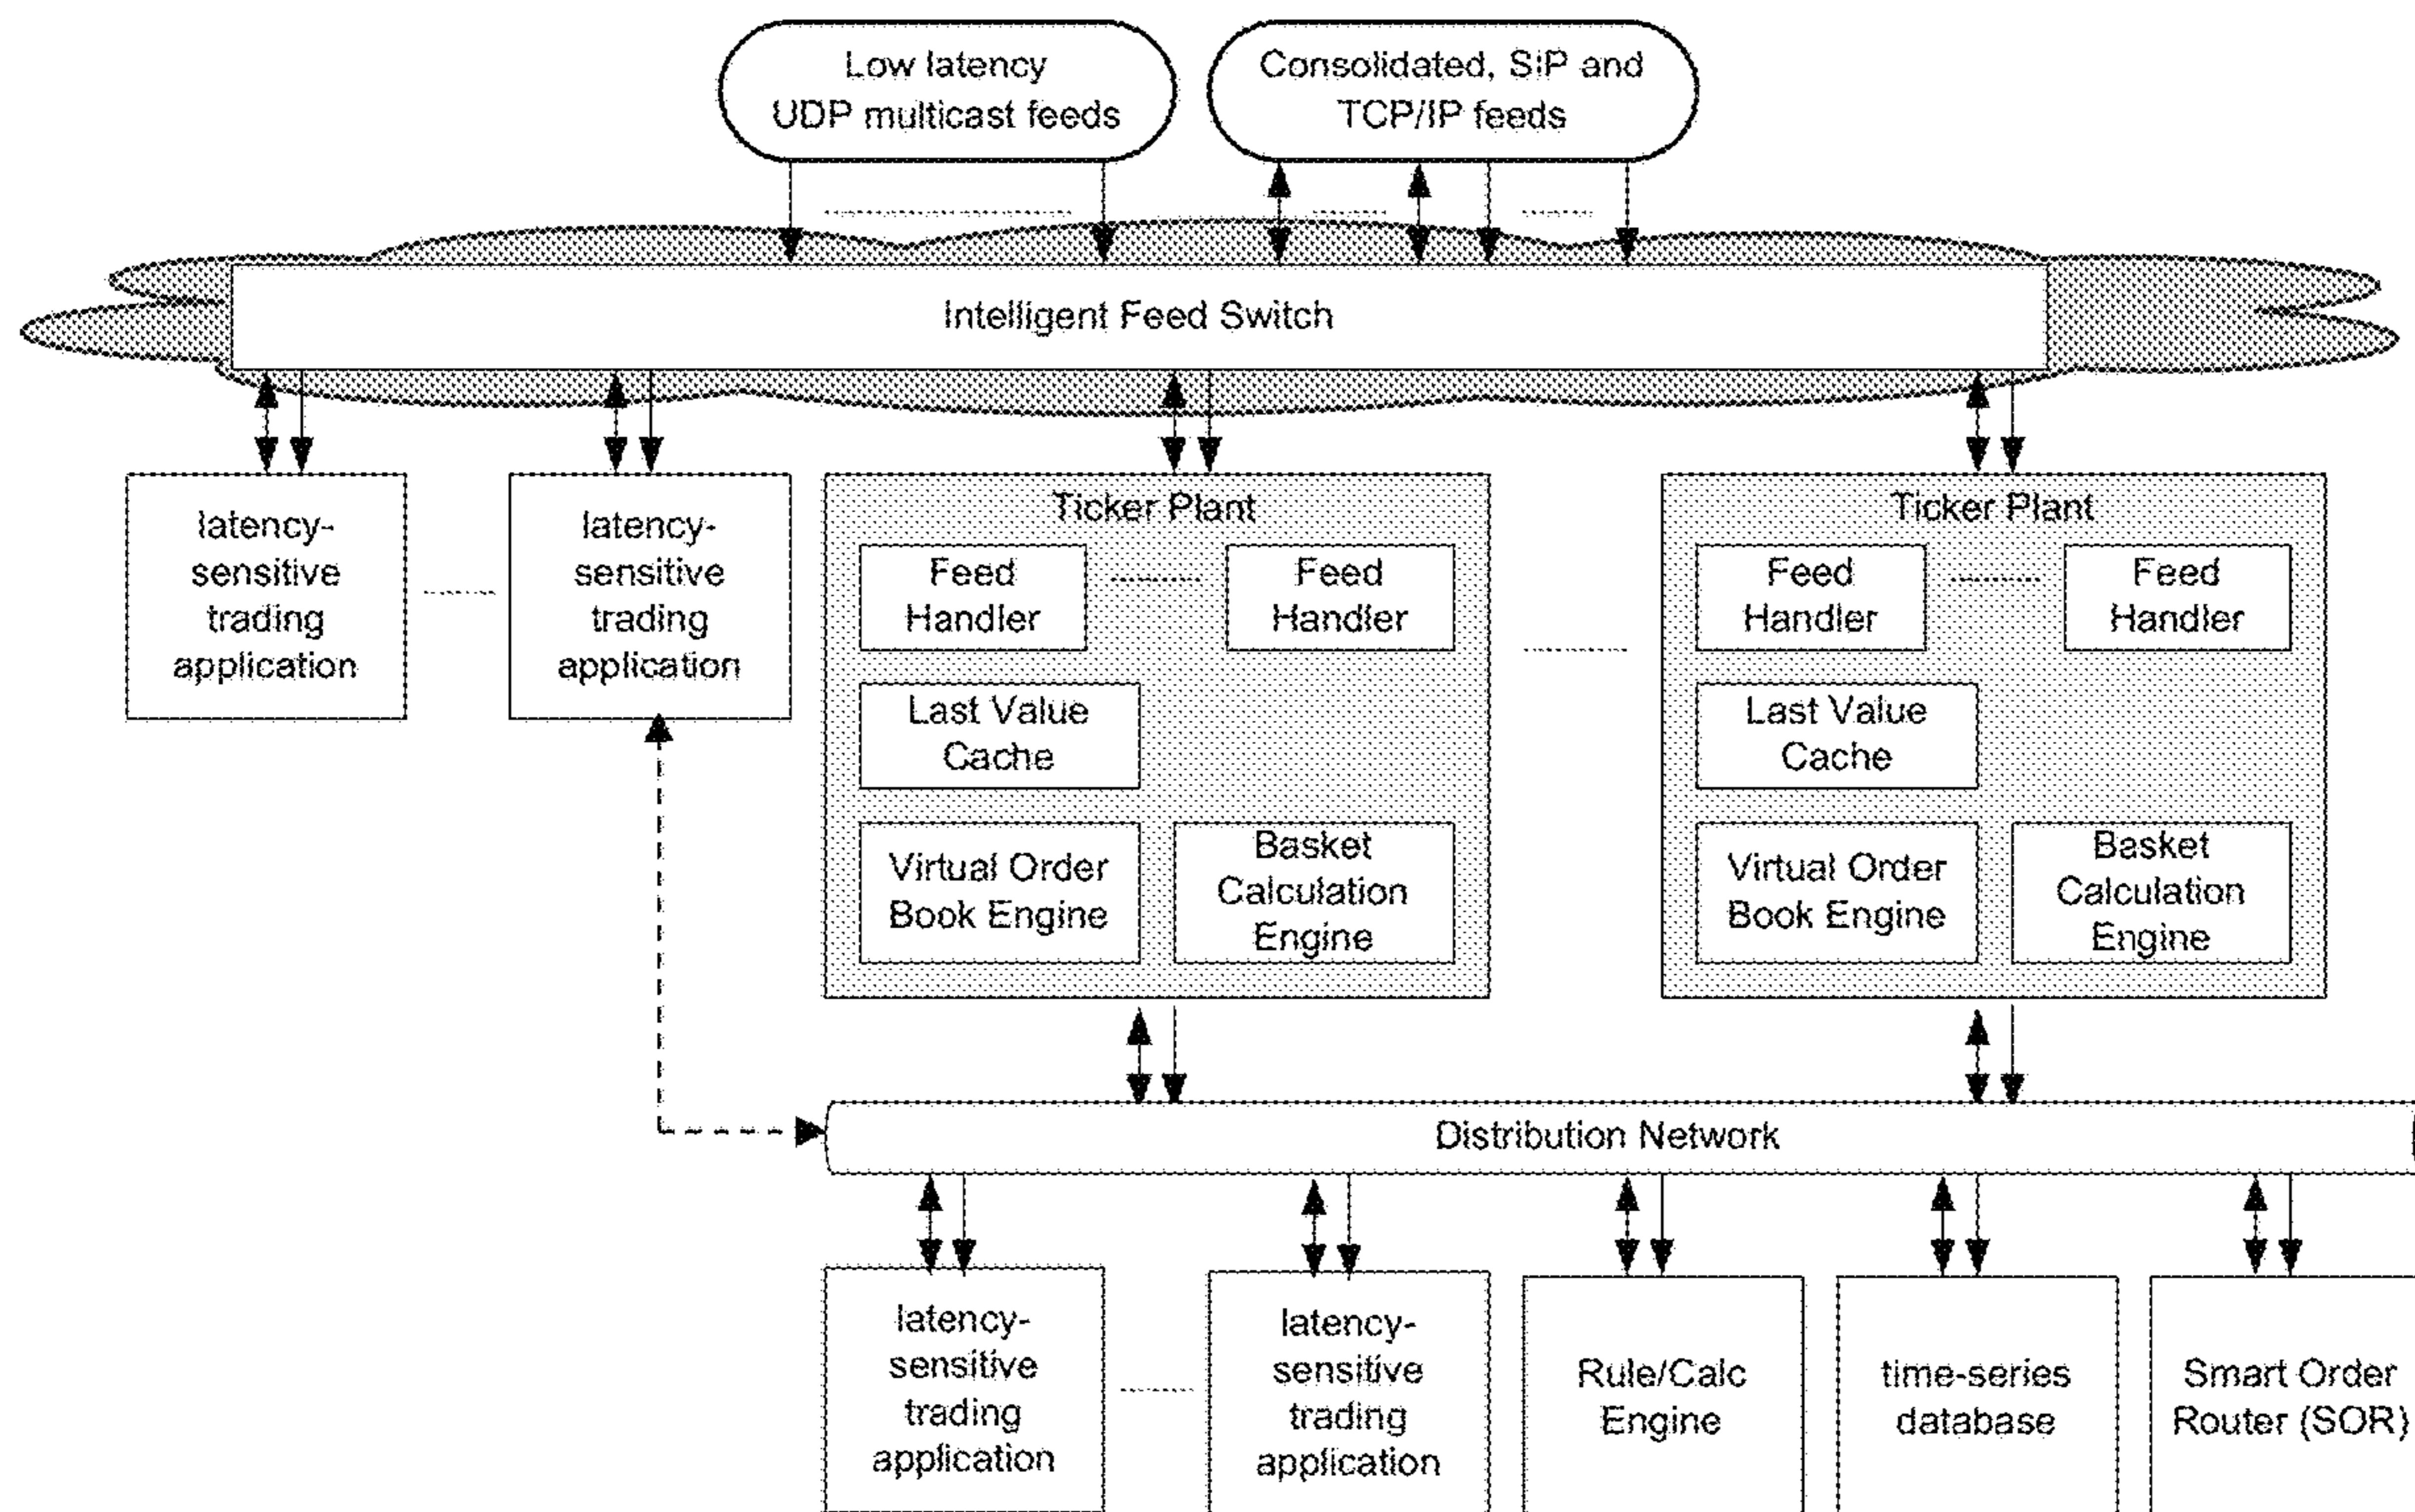 Low latency
UDP multicast feeds
Consolidated, SIP and
TCP/IP feeds
Intelligent Feed Switch
latency-
sensitive
trading
application
latency-
sensitive
trading
application
Ticker Plant
Feed
Handler
Feed
Handler
Last Value
Cache
Virtual Order
Book Engine
Basket
Calculation
Engine
Ticker Plant
Feed
Handler
Feed
Handler
Last Value
Cache
Virtual Order
Book Engine
Basket
Calculation
Engine
Distribution Network
latency-
sensitive
trading
application
latency-
sensitive
trading
application
Rule/Calc
Engine
time-series
database
Smart Order
Router (SOR)